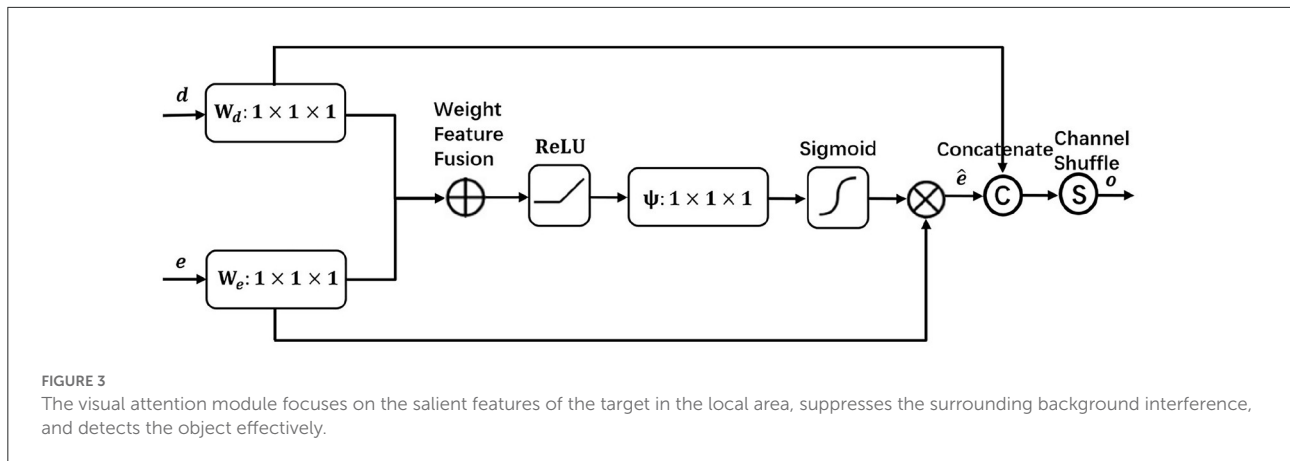 d
W_d: 1 × 1 × 1
e
W_e: 1 × 1 × 1
Weight
Feature
Fusion
ReLU
Ψ: 1 × 1 × 1
Sigmoid
ê
Concatenate
C
Channel
Shuffle
S
o
FIGURE 3
The visual attention module focuses on the salient features of the target in the local area, suppresses the surrounding background interference,
and detects the object effectively.